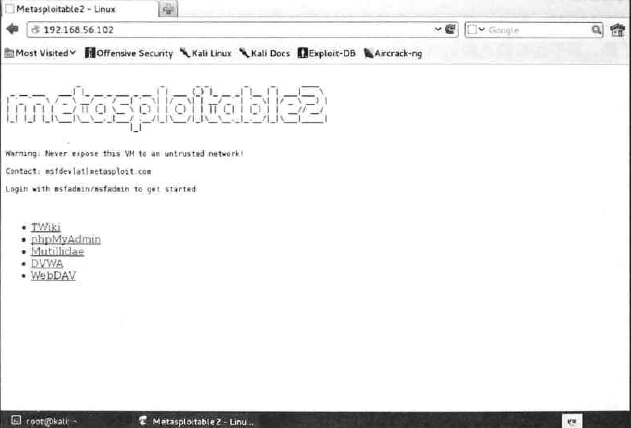 Metasploitable2 - Linux
192.168.56.102
Google
Most Visited
Offensive Security
Kali Linux
Kali Docs
Exploit-DB
Aircrack-ng
metasploitable2
Warning: Never expose this VM to an untrusted network!
Contact: msfdev[at]metasploit.com
Login with msfadmin/msfadmin to get started
TWiki
phpMyAdmin
Mutillidae
DVWA
WebDAV
root@kali: ~
Metasploitable2 - Linu...